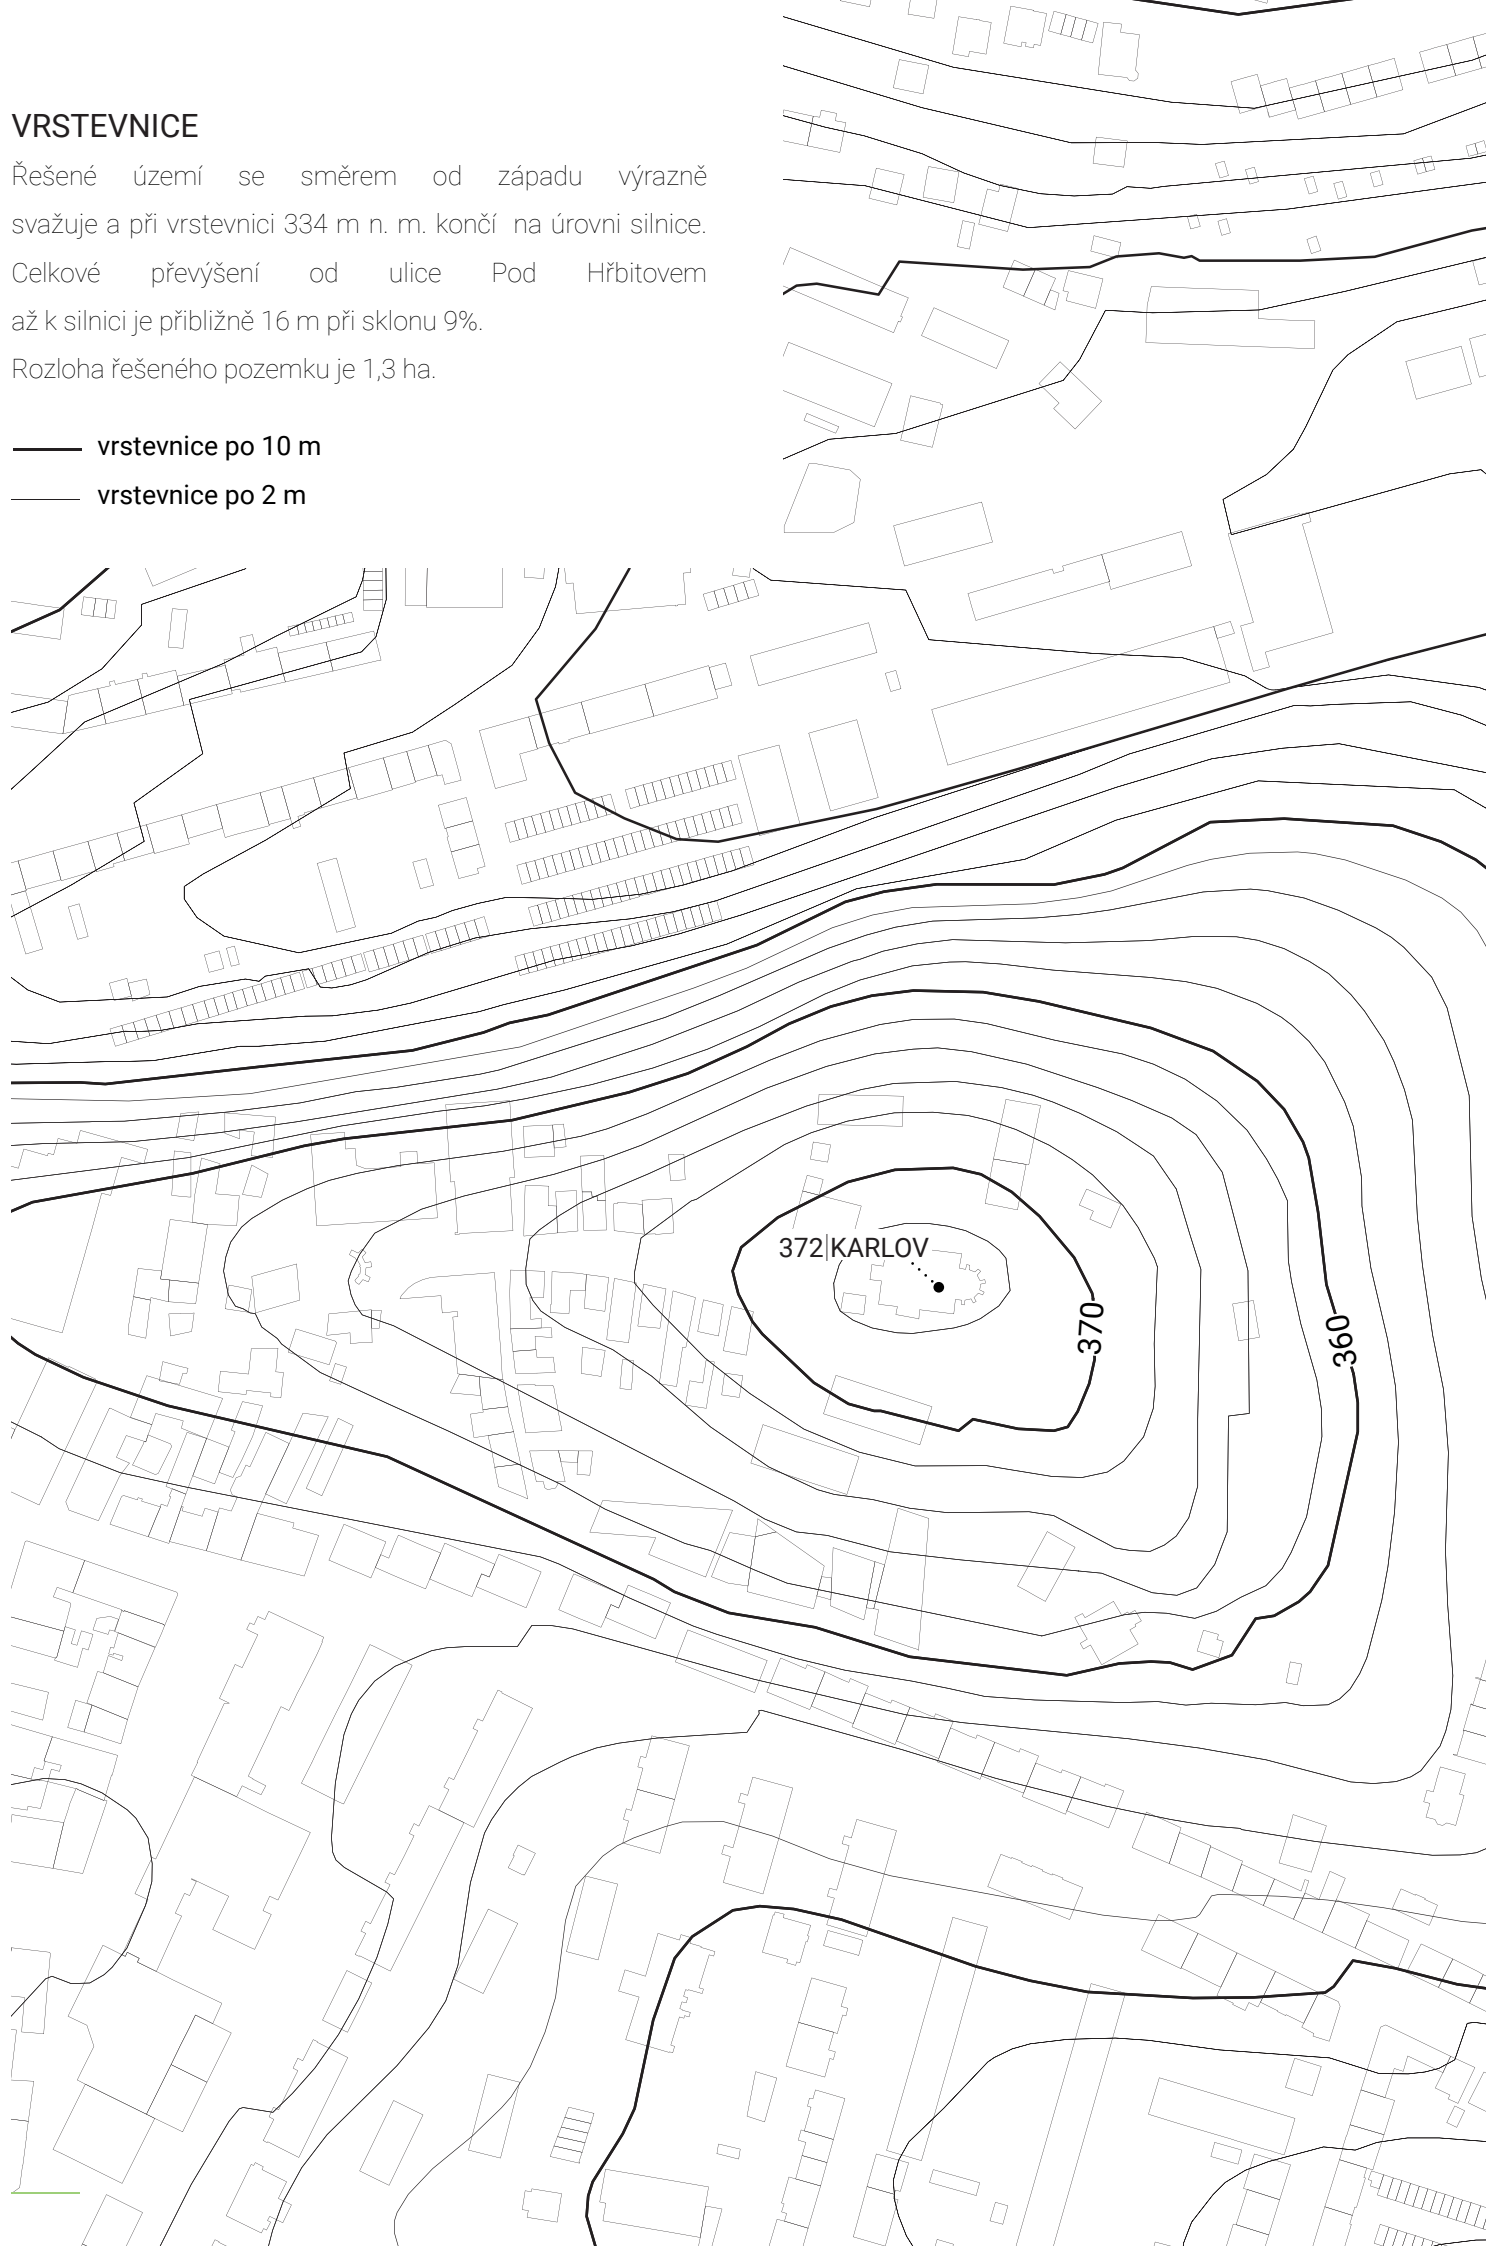 VRSTEVNICE
Řešené území se směrem od západu výrazně
svažuje a při vrstevnici 334 m n. m. končí na úrovni silnice.
Celkové převýšení od ulice Pod Hřbitovem
až k silnici je přibližně 16 m při sklonu 9%.
Rozloha řešeného pozemku je 1,3 ha.
vrstevnice po 10 m
vrstevnice po 2 m
372|KARLOV
370
360